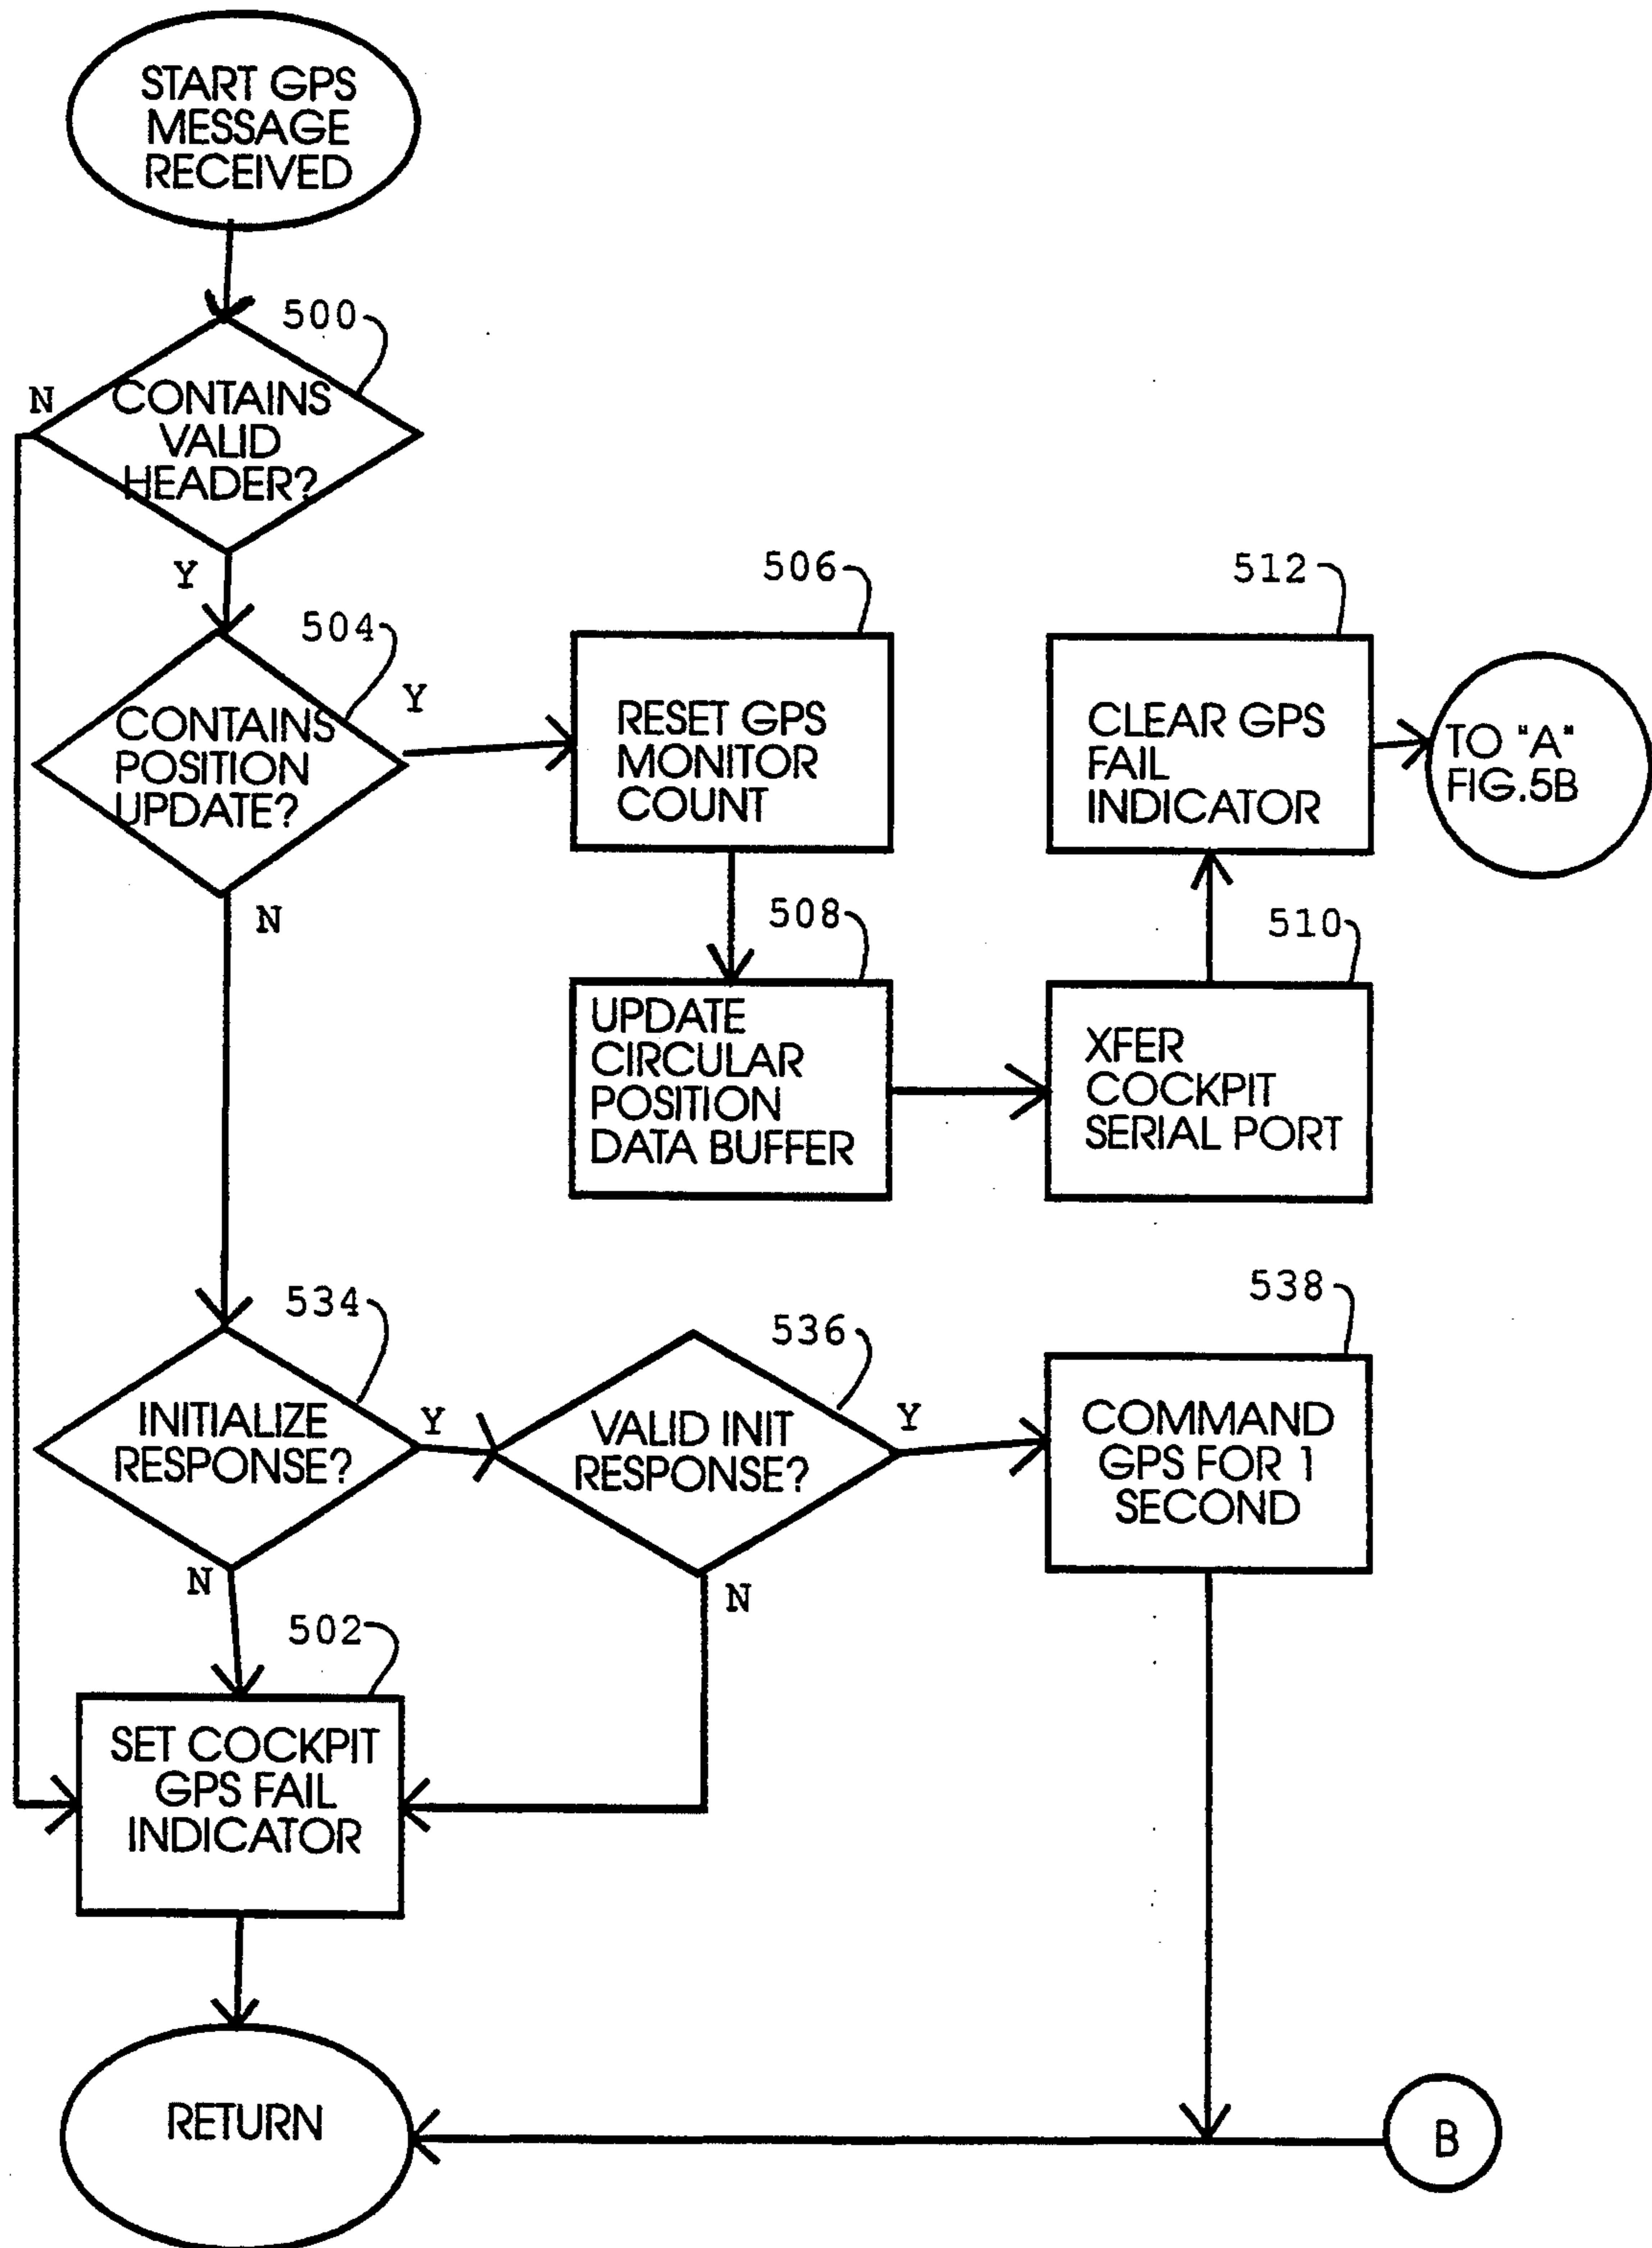 START GPS
MESSAGE
RECEIVED
500
N
CONTAINS
VALID
HEADER?
Y
504
Y
CONTAINS
POSITION
UPDATE?
N
506
RESET GPS
MONITOR
COUNT
512
CLEAR GPS
FAIL
INDICATOR
TO "A"
FIG.5B
508
UPDATE
CIRCULAR
POSITION
DATA BUFFER
510
XFER
COCKPIT
SERIAL PORT
534
INITIALIZE
RESPONSE?
Y
N
536
VALID INIT
RESPONSE?
Y
N
538
COMMAND
GPS FOR 1
SECOND
502
SET COCKPIT
GPS FAIL
INDICATOR
RETURN
B